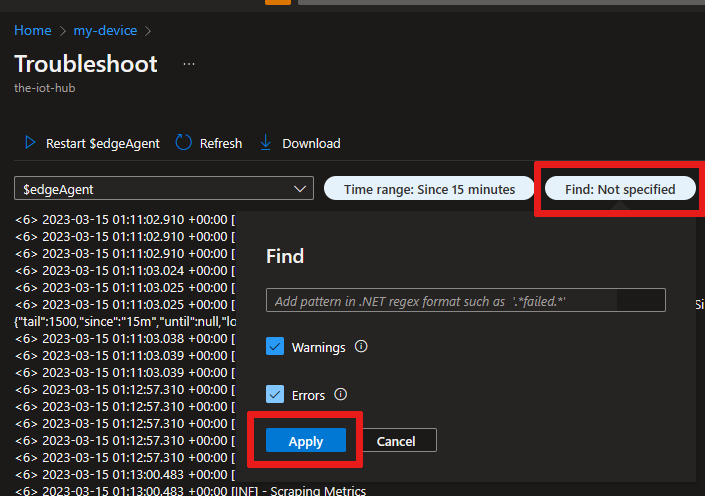 Home > my-device >
Troubleshoot ...
the-iot-hub
Restart $edgeAgent Refresh Download
$edgeAgent Time range: Since 15 minutes Find: Not specified
<6> 2023-03-15 01:11:02.910 +00:00 [
<6> 2023-03-15 01:11:02.910 +00:00 [
<6> 2023-03-15 01:11:02.910 +00:00 [
<6> 2023-03-15 01:11:03.024 +00:00 [
<6> 2023-03-15 01:11:03.025 +00:00 [
<6> 2023-03-15 01:11:03.025 +00:00 [
{"tail":1500,"since":"15m","until":null,"lo
<6> 2023-03-15 01:11:03.038 +00:00 [
<6> 2023-03-15 01:11:03.039 +00:00 [
<6> 2023-03-15 01:11:03.039 +00:00 [
<6> 2023-03-15 01:12:57.310 +00:00 [
<6> 2023-03-15 01:12:57.310 +00:00 [
<6> 2023-03-15 01:12:57.310 +00:00 [
<6> 2023-03-15 01:12:57.310 +00:00 [
<6> 2023-03-15 01:12:57.310 +00:00 [
<6> 2023-03-15 01:13:00.483 +00:00 [
<6> 2023-03-15 01:13:00.483 +00:00 [INF] - Scraping Metrics
Find
Add pattern in .NET regex format such as '.*failed.*'
Si
Warnings
Errors
Apply Cancel